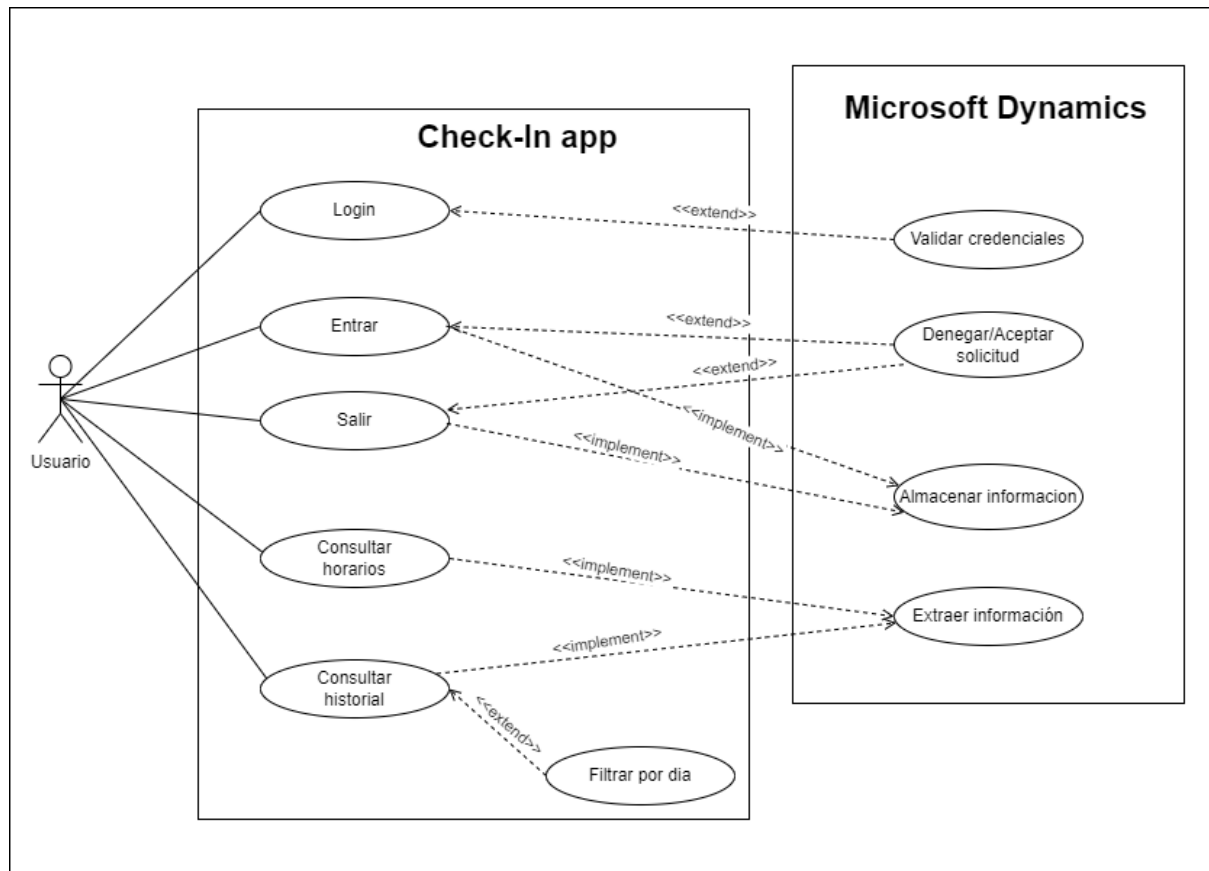 Microsoft Dynamics
Check-In app
Login
<<extend>>
Validar credenciales
Entrar
<<extend>>
Denegar/Aceptar
solicitud
<<extend>>
Salir
<<implement>>
<<implement>>
Almacenar informacion
Usuario
Consultar
horarios
<<implement>>
Extraer información
<<implement>>
Consultar
historial
<<extend>>
Filtrar por dia